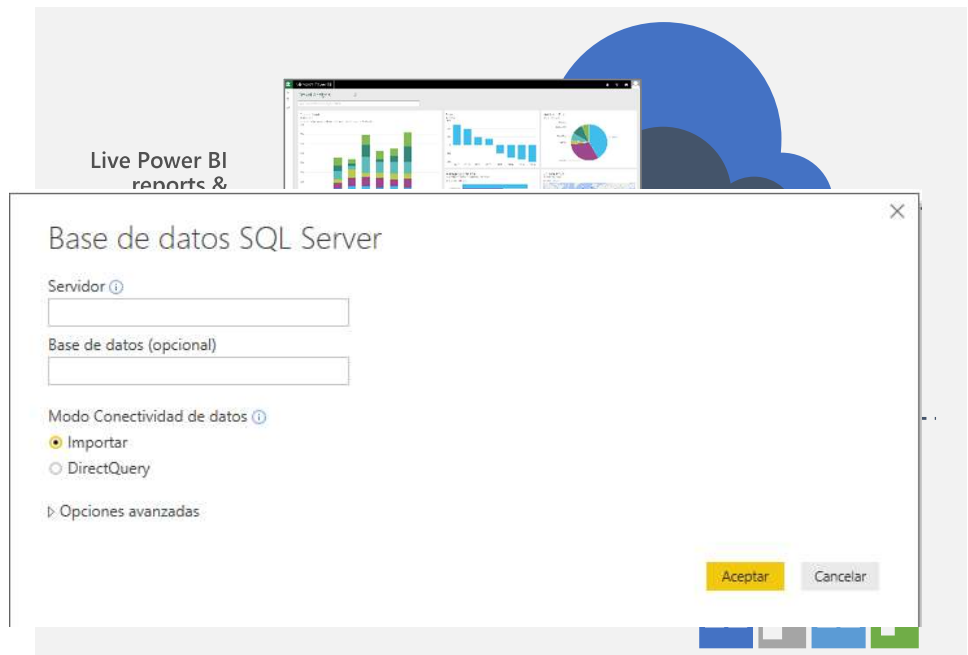 Live Power BI
reports &
Base de datos SQL Server
Servidor
Base de datos (opcional)
Modo Conectividad de datos
Importar
DirectQuery
Opciones avanzadas
Aceptar
Cancelar